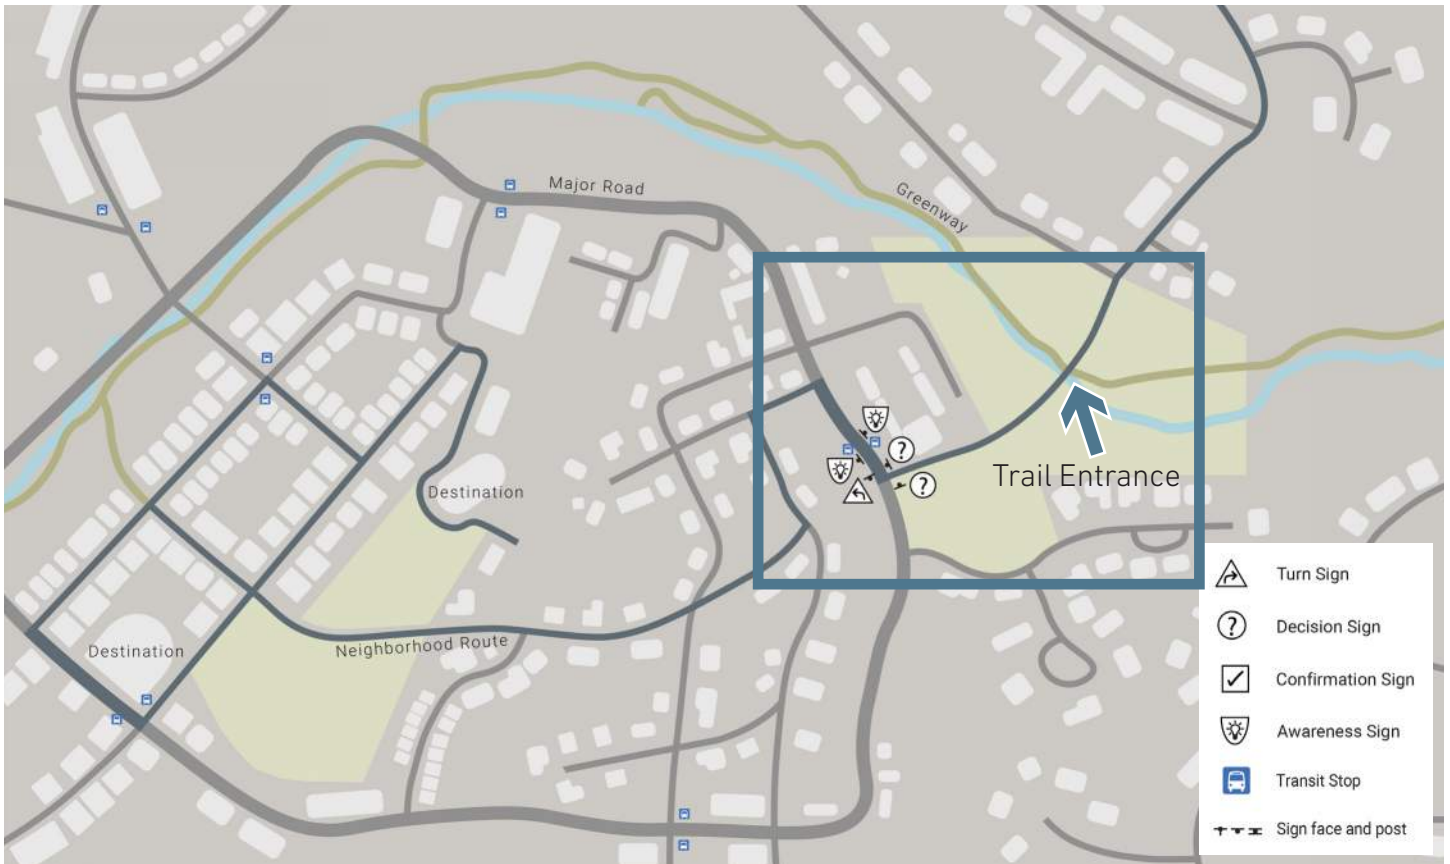 Major Road
Greenway
Trail Entrance
Destination
?
?
Neighborhood Route
Destination
Turn Sign
? Decision Sign
Confirmation Sign
Awareness Sign
Transit Stop
Sign face and post